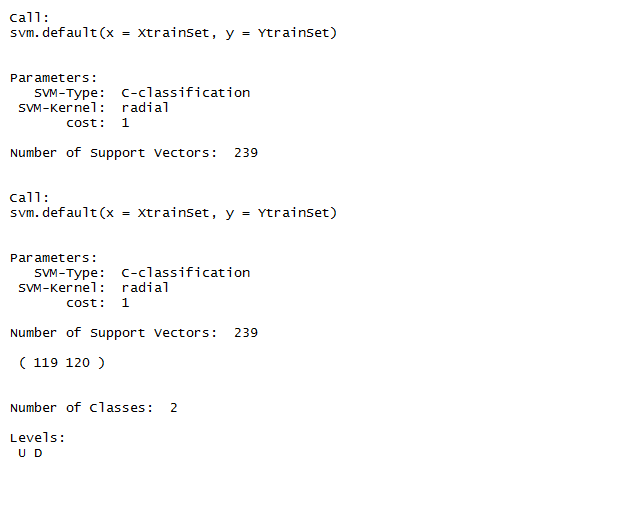 Call:
svm.default(x = XtrainSet, y = YtrainSet)
Parameters:
SVM-Type: C-classification
SVM-Kernel: radial
cost: 1
Number of Support Vectors: 239
Call:
svm.default(x = XtrainSet, y = YtrainSet)
Parameters:
SVM-Type: C-classification
SVM-Kernel: radial
cost: 1
Number of Support Vectors: 239
( 119 120 )
Number of Classes: 2
Levels:
U D